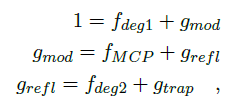 1 = f_{deg1} + g_{mod}
g_{mod} = f_{MCP} + g_{refl}
g_{refl} = f_{deg2} + g_{trap} ,